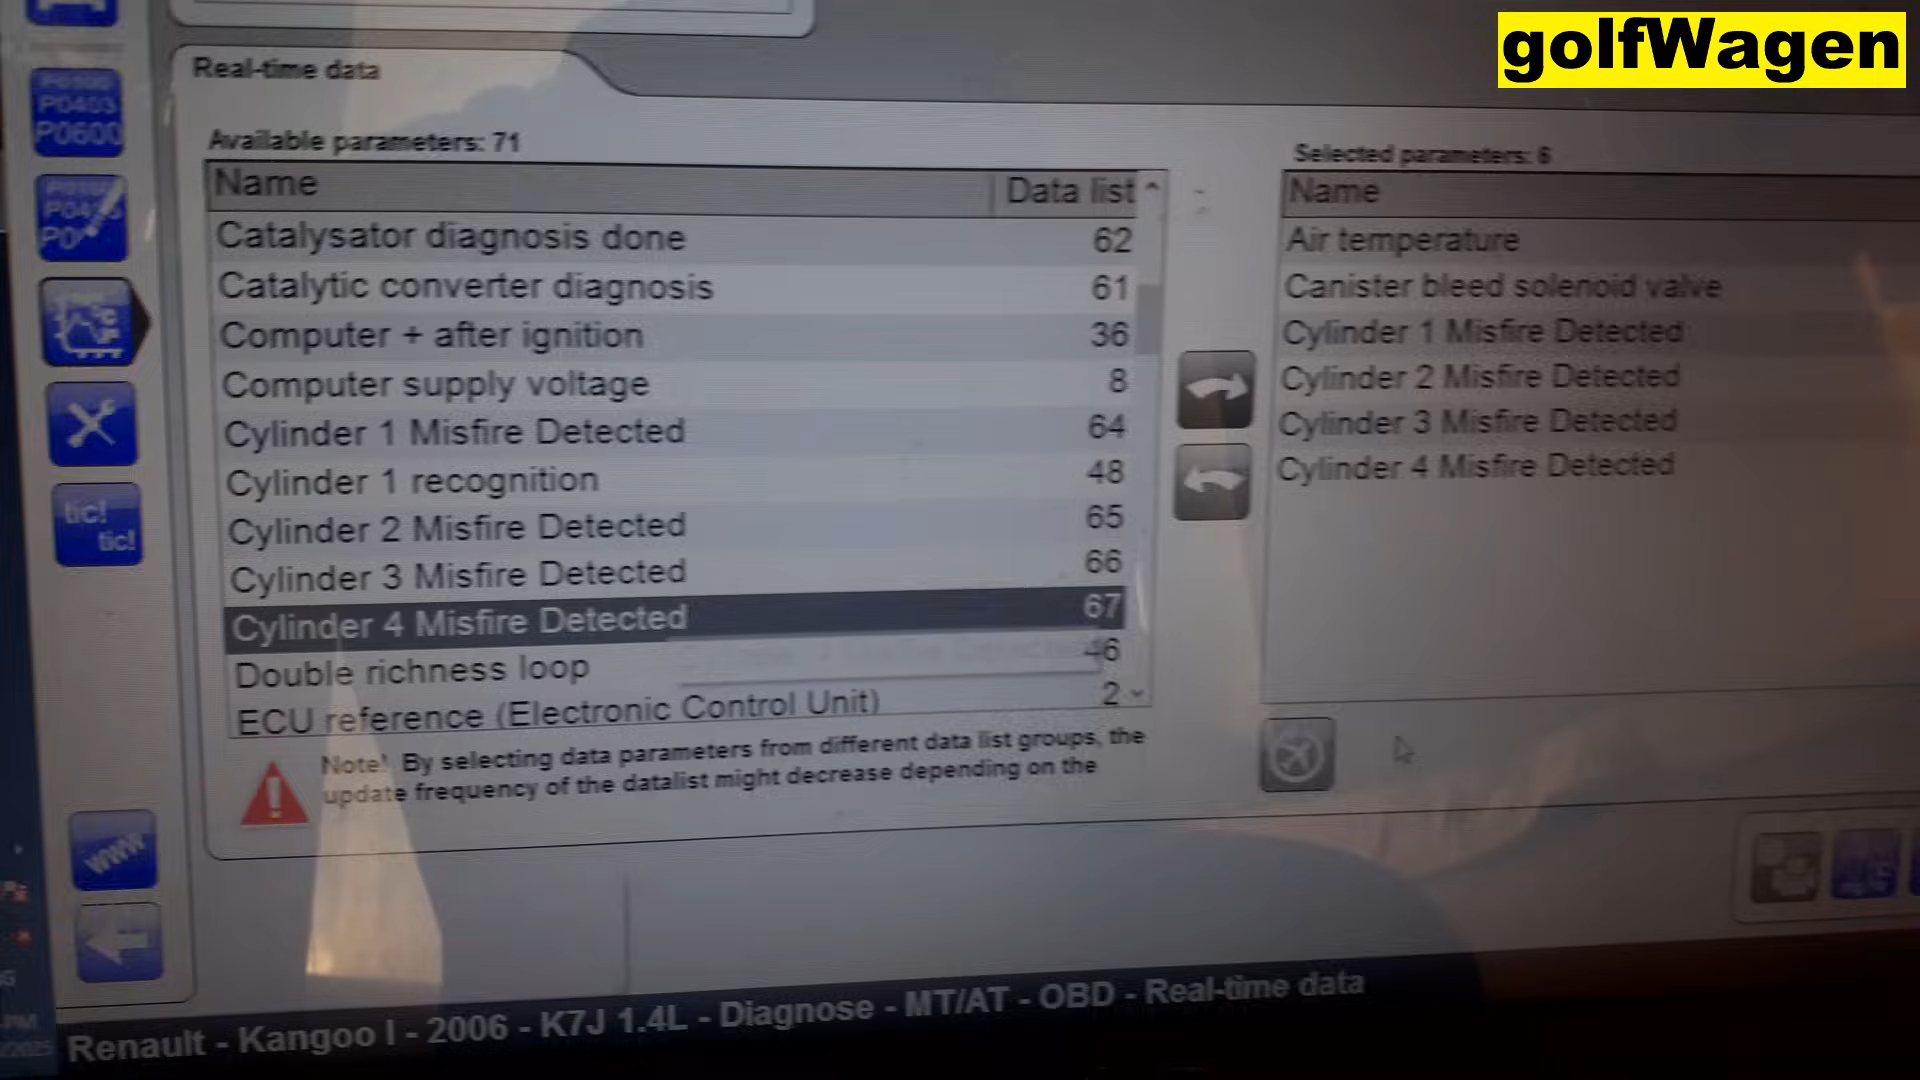 golfWagen
Real-time data
P0403
P0600
Available parameters: 71
Selected parameters: 6
Name
Data list
Name
Catalysator diagnosis done
62
Air temperature
Catalytic converter diagnosis
61
Canister bleed solenoid valve
Computer + after ignition
36
Cylinder 1 Misfire Detected
Computer supply voltage
8
Cylinder 2 Misfire Detected
Cylinder 1 Misfire Detected
64
Cylinder 3 Misfire Detected
Cylinder 1 recognition
48
Cylinder 4 Misfire Detected
Cylinder 2 Misfire Detected
65
tic!
tic!
Cylinder 3 Misfire Detected
66
Cylinder 4 Misfire Detected
67
Double richness loop
46
ECU reference (Electronic Control Unit)
2
Note! By selecting data parameters from different data list groups, the
update frequency of the datalist might decrease depending on the
www
Renault - Kangoo I - 2006 - K7J 1.4L - Diagnose - MT/AT - OBD - Real-time data